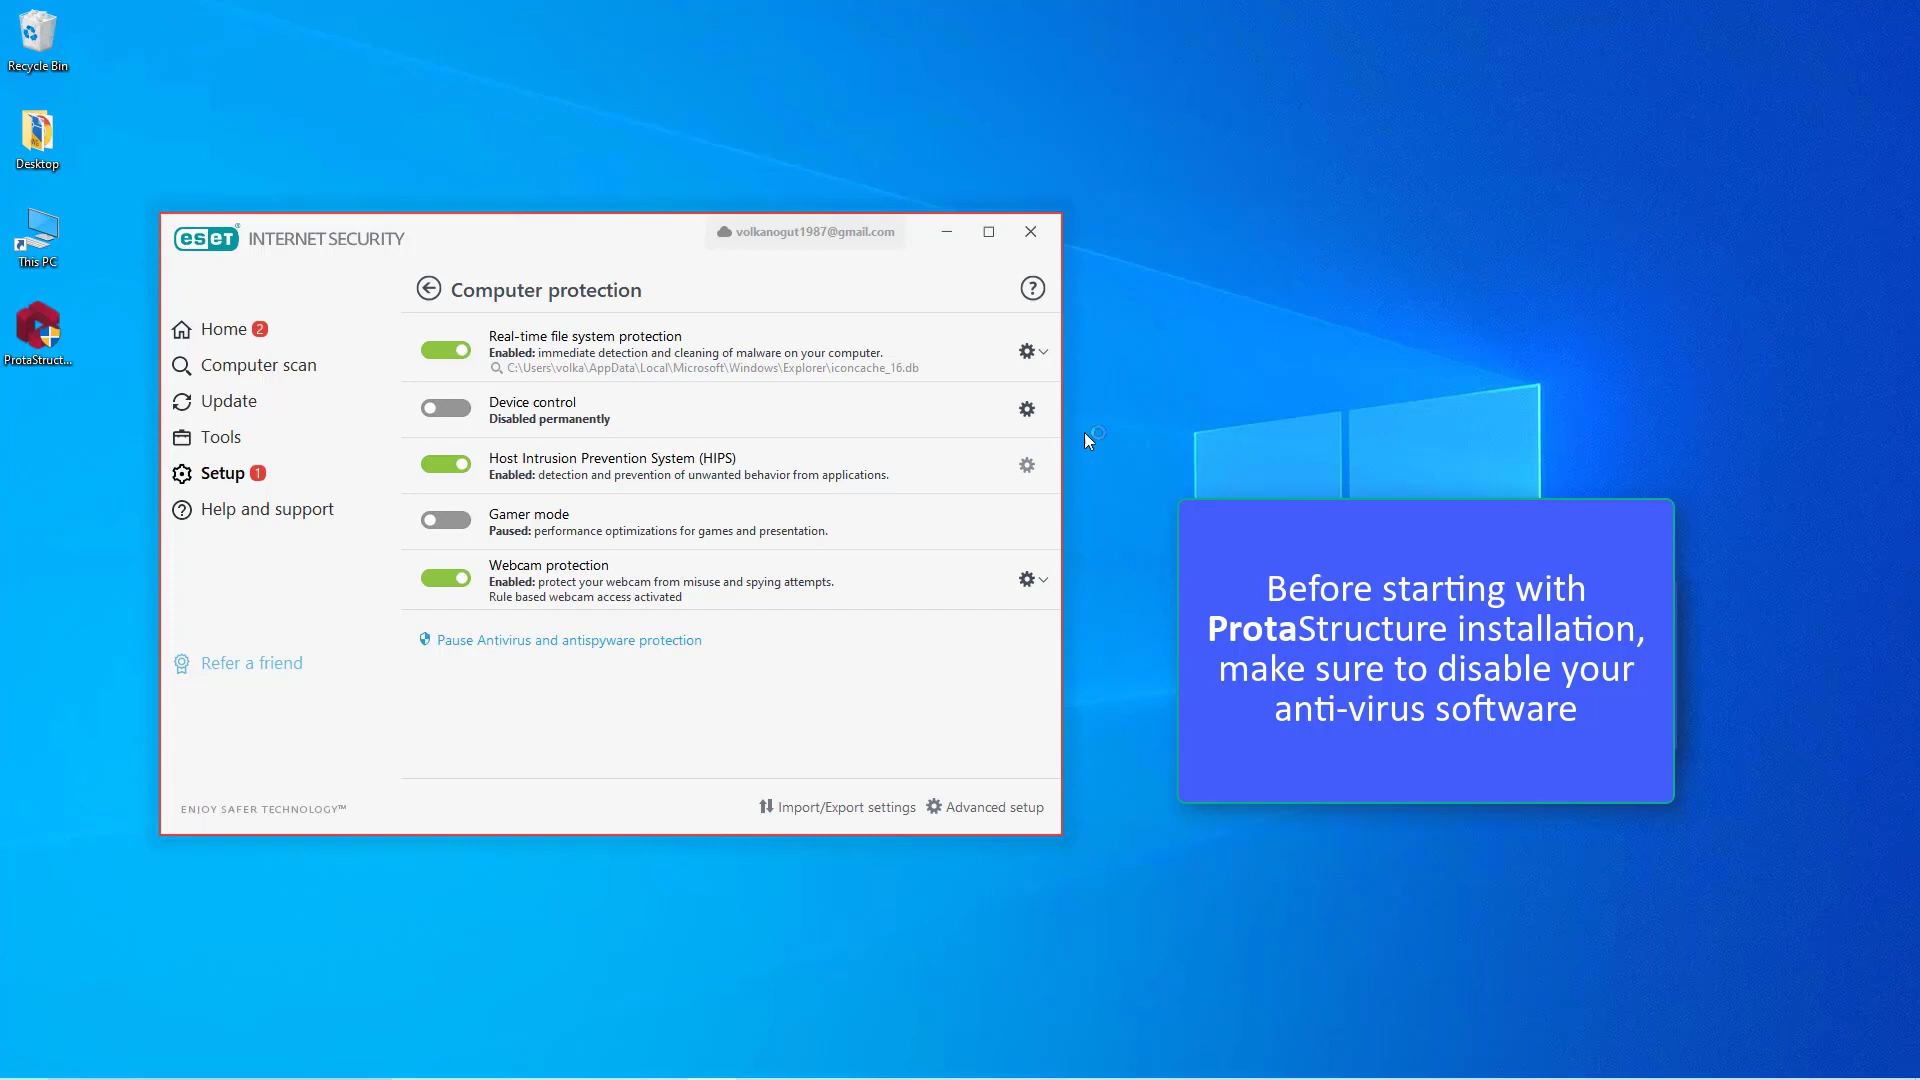 Recycle Bin
Desktop
This PC
ProtaStruct...
eseT INTERNET SECURITY
volkanogut1987@gmail.com
Computer protection
?
Home 2
Computer scan
Update
Tools
Setup 1
Help and support
Refer a friend
Real-time file system protection
Enabled: immediate detection and cleaning of malware on your computer.
C:\Users\volka\AppData\Local\Microsoft\Windows\Explorer\iconcache_16.db
Device control
Disabled permanently
Host Intrusion Prevention System (HIPS)
Enabled: detection and prevention of unwanted behavior from applications.
Gamer mode
Paused: performance optimizations for games and presentation.
Webcam protection
Enabled: protect your webcam from misuse and spying attempts.
Rule based webcam access activated
Pause Antivirus and antispyware protection
ENJOY SAFER TECHNOLOGY™
Import/Export settings
Advanced setup
Before starting with
ProtaStructure installation,
make sure to disable your
anti-virus software